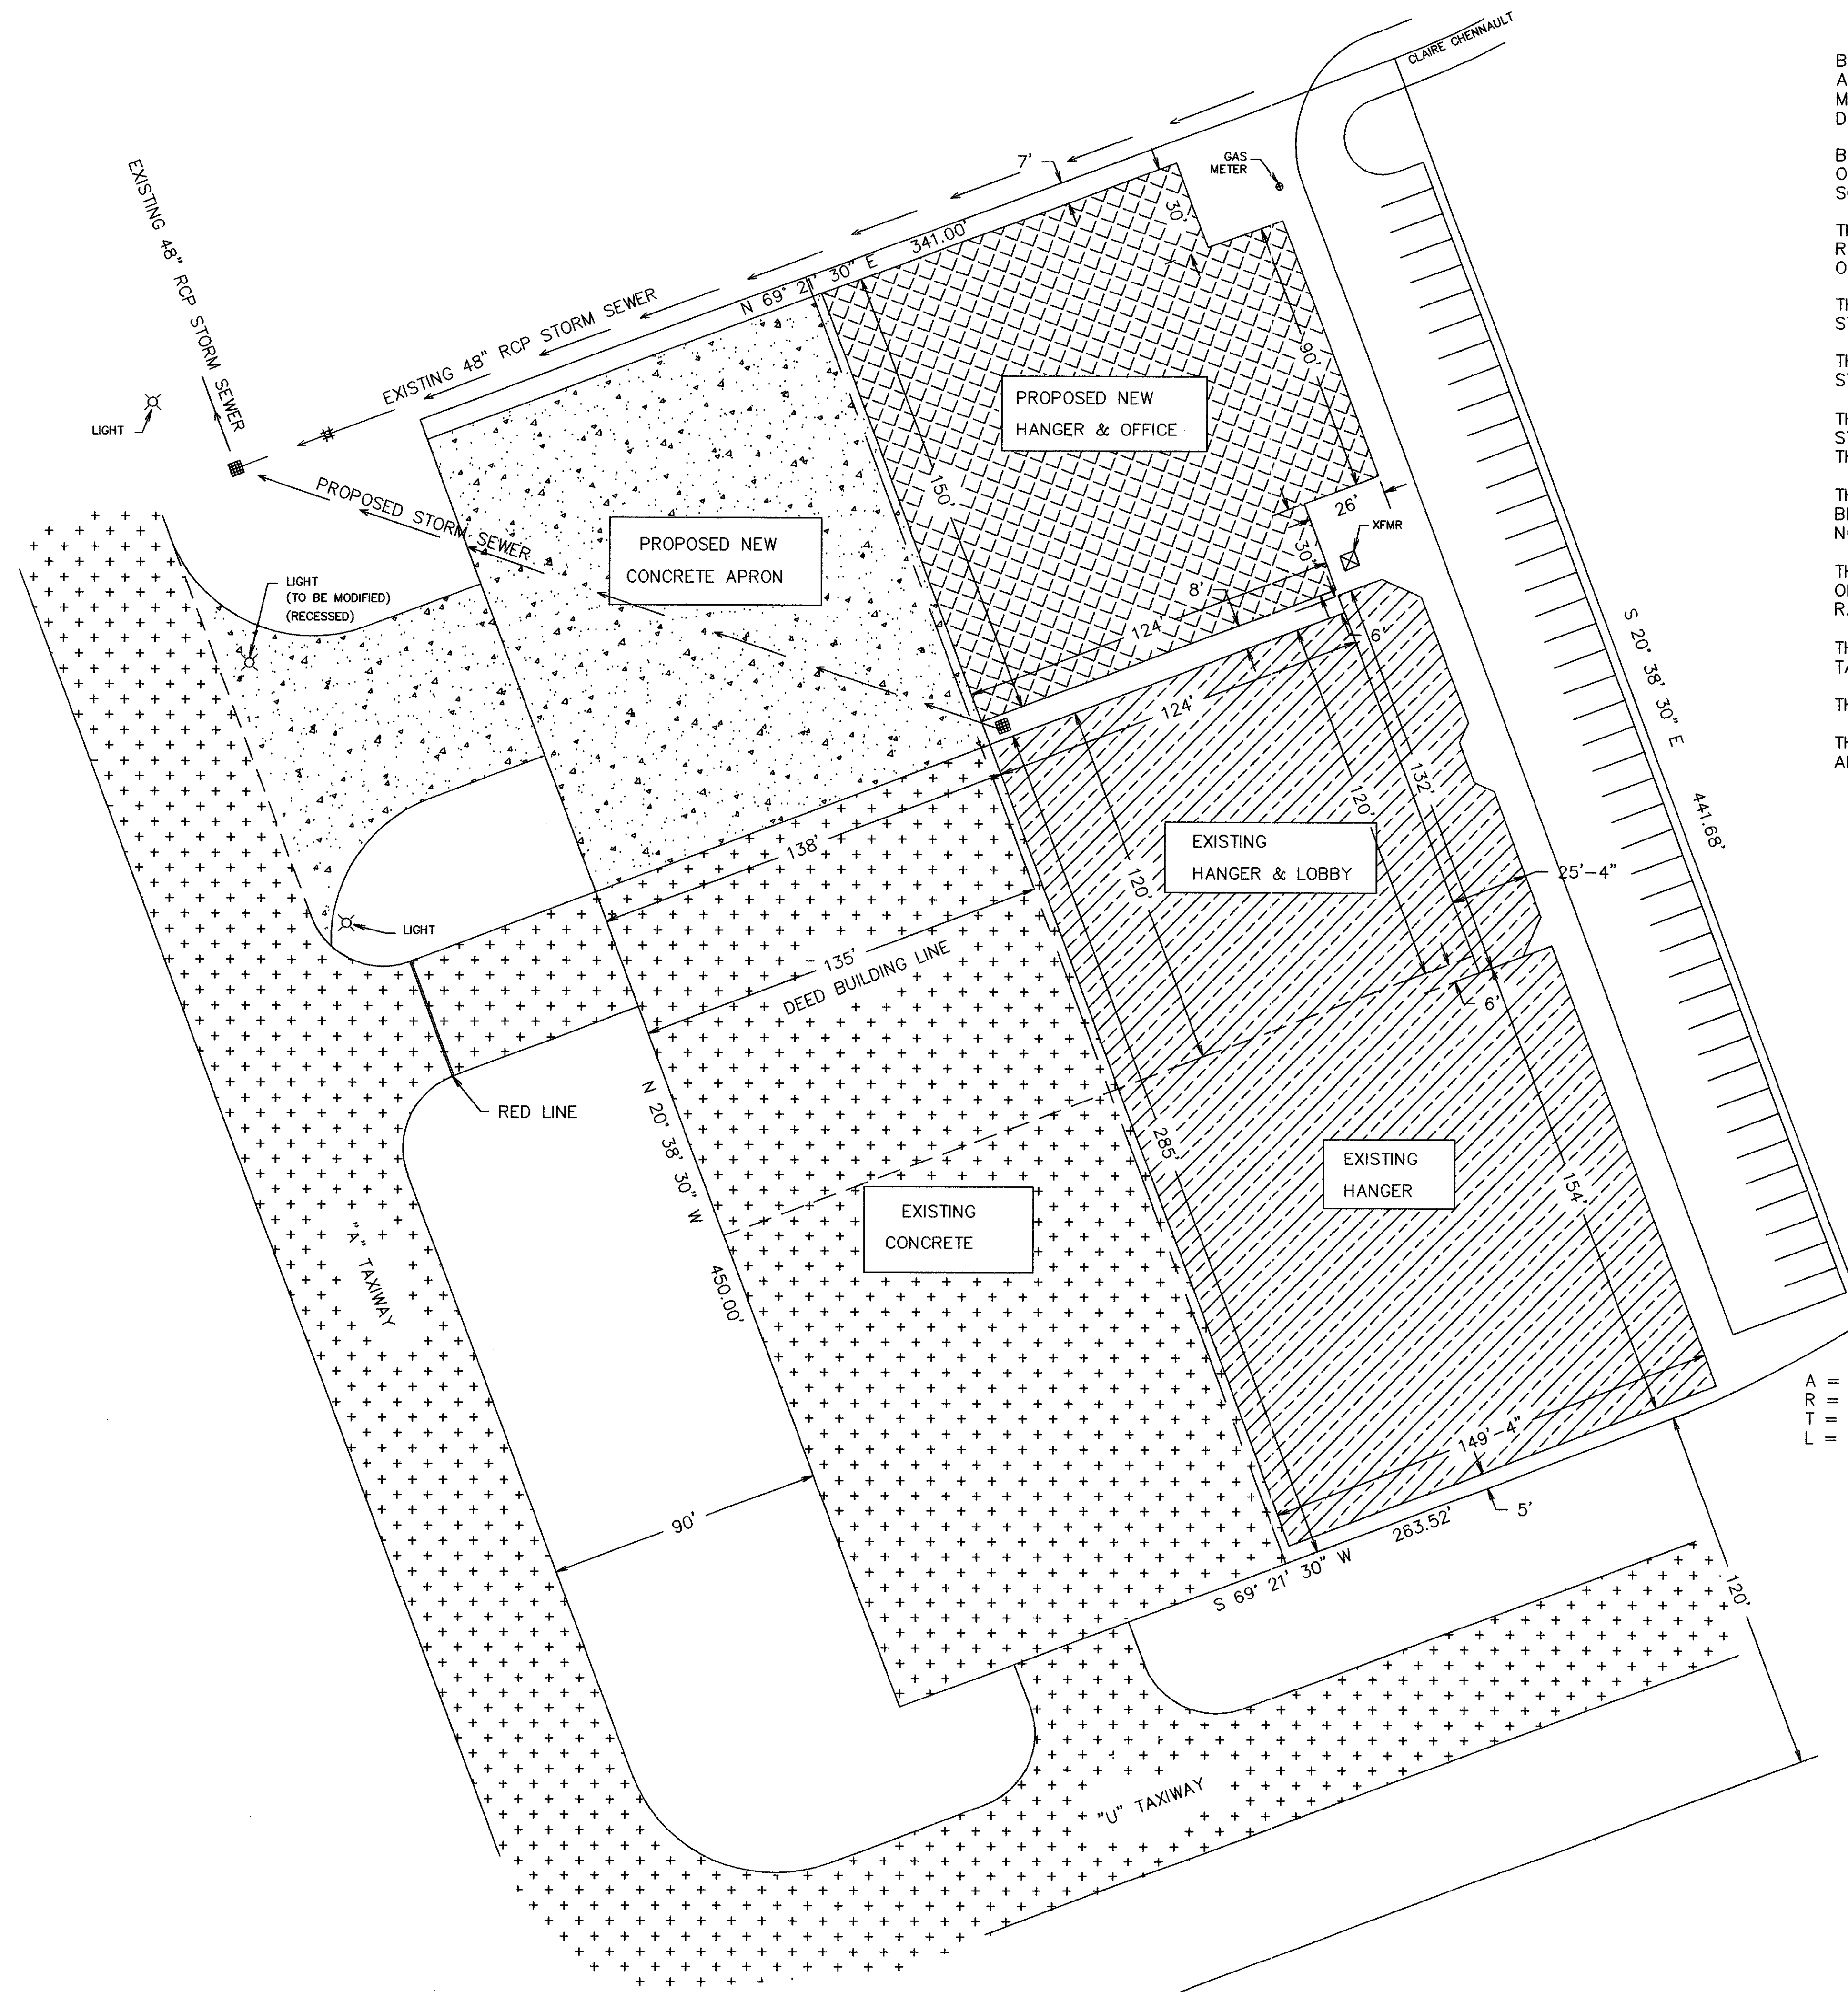 CLAIRE CHENNAULT
7'
GAS
METER
30'
341.00'
N 69° 21' 30" E
EXISTING 48" RCP STORM SEWER
EXISTING 48" RCP STORM SEWER
LIGHT
PROPOSED STORM SEWER
PROPOSED NEW
HANGER & OFFICE
90'
150'
26'
XFMR
30'
8'
124'
6'
PROPOSED NEW
CONCRETE APRON
LIGHT
(TO BE MODIFIED)
(RECESSED)
S 20° 38' 30" E
441.68'
124'
132'
120'
120'
EXISTING
HANGER & LOBBY
25'-4"
138'
LIGHT
135'
DEED BUILDING LINE
6'
RED LINE
N 20° 38' 30" W
450.00'
285'
EXISTING
HANGER
154'
EXISTING
CONCRETE
"A" TAXIWAY
149'-4"
5'
263.52'
S 69° 21' 30" W
90'
120'
"U" TAXIWAY
A =
R =
T =
L =